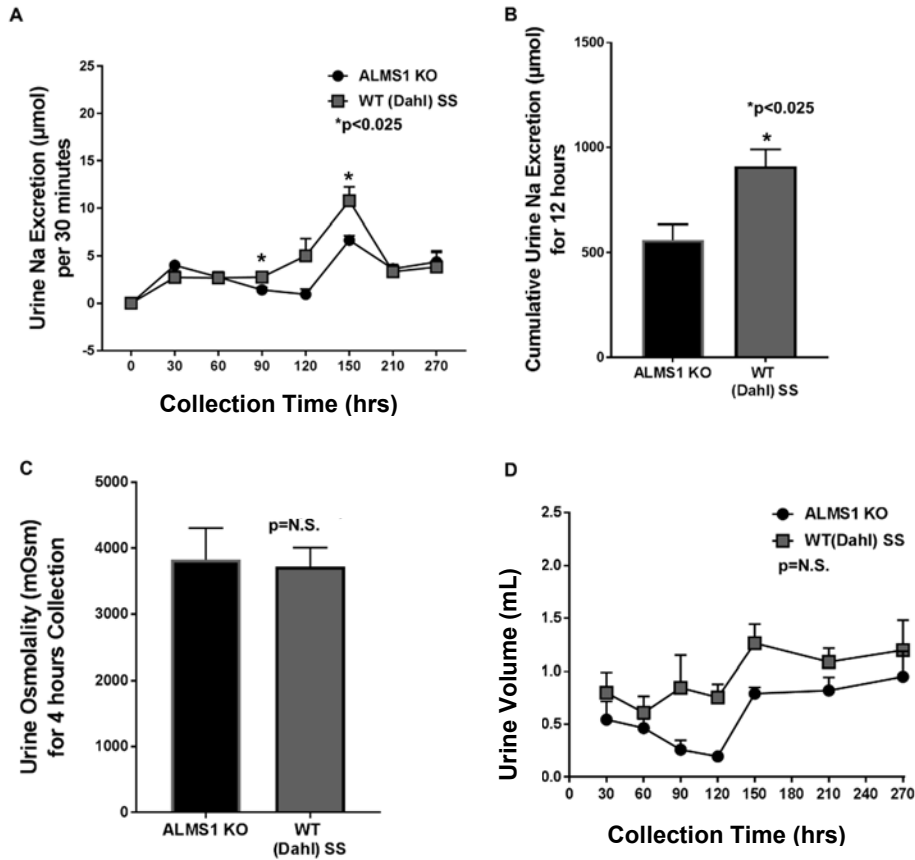 A
Urine Na Excretion (µmol)
per 30 minutes
25
20
15
10
5
0
-5
ALMS1 KO
WT (Dahl) SS
*p<0.025
*
*
0 30 60 90 120 150 210 270
Collection Time (hrs)
B
Cumulative Urine Na Excretion (µmol)
for 12 hours
1500
1000
500
0
*p<0.025
*
ALMS1 KO
WT
(Dahl) SS
C
Urine Osmolality (mOsm)
for 4 hours Collection
5000
4000
3000
2000
1000
0
p=N.S.
ALMS1 KO
WT
(Dahl) SS
D
Urine Volume (mL)
2.5
2.0
1.5
1.0
0.5
0.0
ALMS1 KO
WT(Dahl) SS
p=N.S.
0 30 60 90 120 150 180 210 240 270
Collection Time (hrs)